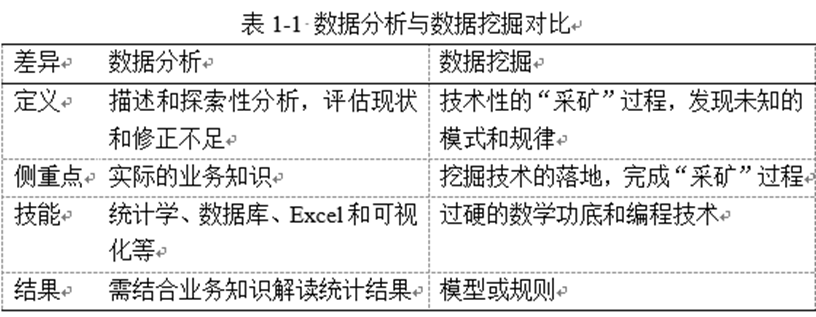 表 1-1 数据分析与数据挖掘对比
差异 数据分析 数据挖掘
定义 描述和探索性分析，评估现状 技术性的“采矿”过程，发现未知的
和修正不足 模式和规律
侧重点 实际的业务知识 挖掘技术的落地，完成“采矿”过程
技能 统计学、数据库、Excel 和可视 过硬的数学功底和编程技术
化等
结果 需结合业务知识解读统计结果 模型或规则